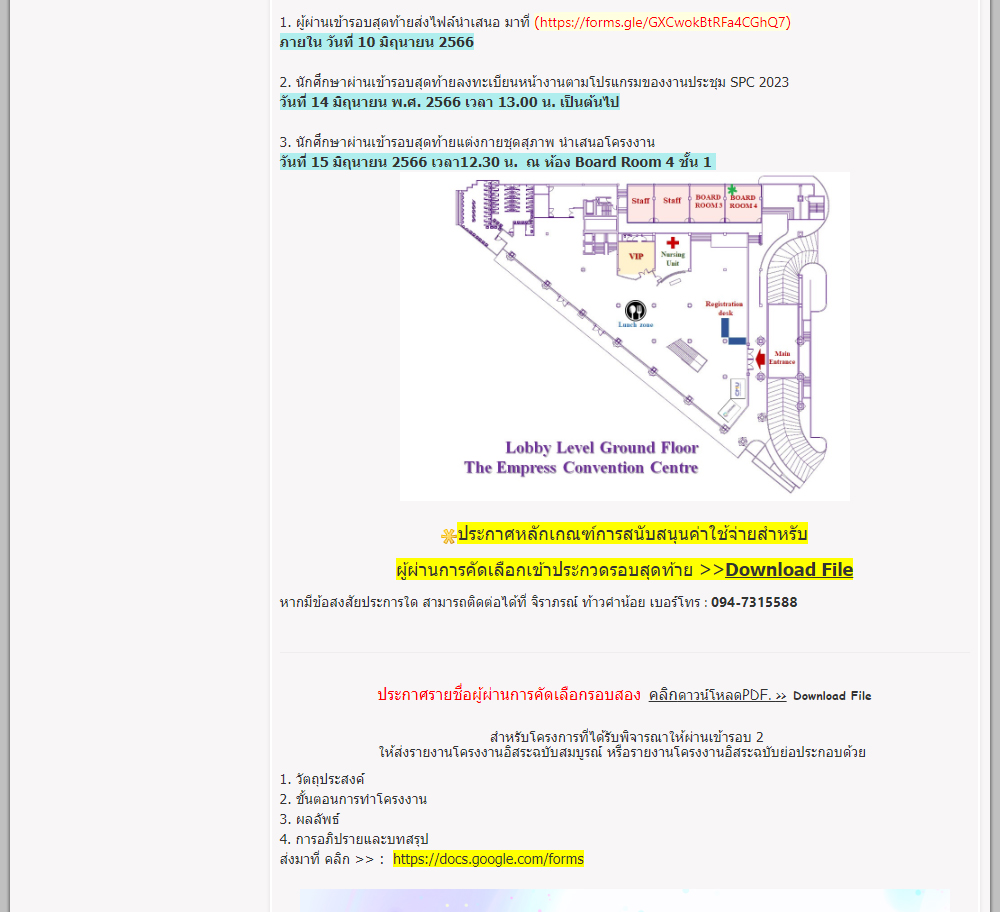 1. ผู้ผ่านเข้ารอบสุดท้ายส่งไฟล์นำเสนอ มาที่ (https://forms.gle/GXCwokBtRFa4CGhQ7)
ภายใน วันที่ 10 มิถุนายน 2566
2. นักศึกษาผ่านเข้ารอบสุดท้ายลงทะเบียนหน้างานตามโปรแกรมของงานประชุม SPC 2023
วันที่ 14 มิถุนายน พ.ศ. 2566 เวลา 13.00 น. เป็นต้นไป
3. นักศึกษาผ่านเข้ารอบสุดท้ายแต่งกายชุดสุภาพ นำเสนอโครงงาน
วันที่ 15 มิถุนายน 2566 เวลา12.30 น.  ณ ห้อง Board Room 4 ชั้น 1
Staff
Staff
BOARD
ROOM 3
BOARD
ROOM 4
VIP
Nursing
Unit
Lunch zone
Registration
desk
Main
Entrance
Lobby Level Ground Floor
The Empress Convention Centre
ประกาศหลักเกณฑ์การสนับสนุนค่าใช้จ่ายสำหรับ
ผู้ผ่านการคัดเลือกเข้าประกวดรอบสุดท้าย >>Download File
หากมีข้อสงสัยประการใด สามารถติดต่อได้ที่ จิราภรณ์ ท้าวศาน้อย เบอร์โทร : 094-7315588
ประกาศรายชื่อผู้ผ่านการคัดเลือกรอบสอง คลิกดาวน์โหลดPDF. >> Download File
สำหรับโครงการที่ได้รับพิจารณาให้ผ่านเข้ารอบ 2
ให้ส่งรายงานโครงงานอิสระฉบับสมบูรณ์ หรือรายงานโครงงานอิสระฉบับย่อประกอบด้วย
1. วัตถุประสงค์
2. ขั้นตอนการทำโครงงาน
3. ผลลัพธ์
4. การอภิปรายและบทสรุป
ส่งมาที่ คลิก >> : https://docs.google.com/forms